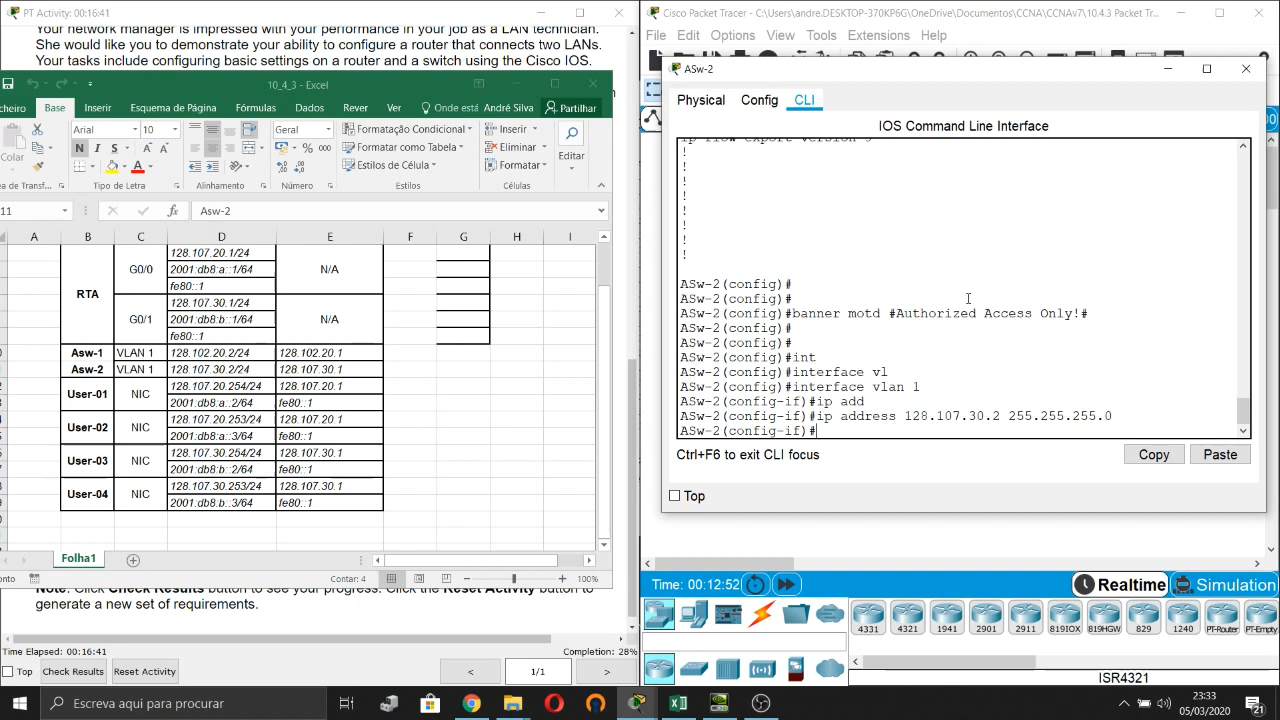 PT Activity: 00:16:41
Your network manager is impressed with your performance in your job as a LAN technician.
She would like you to demonstrate your ability to configure a router that connects two LANs.
Your tasks include configuring basic settings on a router and a switch using the Cisco IOS.
10_4_3 - Excel
cheiro Base Inserir Esquema de Página Fórmulas Dados Rever Ver Onde está André Silva Partilhar
Colar Arial 10 Geral Formatação Condicional Inserir
Formatar como Tabela Eliminar
N I S % 000 Estilos de Célula Formatar Editar
de Transf... Tipo de Letra Alinhamento Número Estilos Células
11 fx Asw-2
A B C D E F G H I
128.107.20.1/24
RTA G0/0 2001:db8:a::1/64 N/A
fe80::1
128.107.30.1/24
G0/1 2001:db8:b::1/64 N/A
fe80::1
Asw-1 VLAN 1 128.102.20.2/24 128.102.20.1
Asw-2 VLAN 1 128.107.30.2/24 128.107.30.1
User-01 NIC 128.107.20.254/24 128.107.20.1
2001:db8:a::2/64 fe80::1
User-02 NIC 128.107.20.253/24 128.107.20.1
2001:db8:a::3/64 fe80::1
User-03 NIC 128.107.30.254/24 128.107.30.1
2001:db8:b::2/64 fe80::1
User-04 NIC 128.107.30.253/24 128.107.30.1
2001:db8:b::3/64 fe80::1
Folha1
onto Contar: 4 100%
Note: Click Check Results button to see your progress. Click the Reset Activity button to
generate a new set of requirements.
Time Elapsed: 00:16:41 Completion: 28%
Top Check Results Reset Activity < 1/1 >
Cisco Packet Tracer - C:\Users\andre.DESKTOP-370KP6G\OneDrive\Documentos\CCNA\CCNAv7\10.4.3 Packet Tr...
File Edit Options View Tools Extensions Help
ASw-2
Physical Config CLI
IOS Command Line Interface
ip flow-export version 9
!
!
!
!
!
!
!
!
ASw-2(config)#
ASw-2(config)#
ASw-2(config)#banner motd #Authorized Access Only!#
ASw-2(config)#
ASw-2(config)#
ASw-2(config)#int
ASw-2(config)#interface vl
ASw-2(config)#interface vlan 1
ASw-2(config-if)#ip add
ASw-2(config-if)#ip address 128.107.30.2 255.255.255.0
ASw-2(config-if)#
Ctrl+F6 to exit CLI focus Copy Paste
Top
Time: 00:12:52 Realtime Simulation
4331 4321 1941 2901 2911 819IOX 819HGW 829 1240 PT-Router PT-Empty
ISR4321
Escreva aqui para procurar
23:33
05/03/2020
21